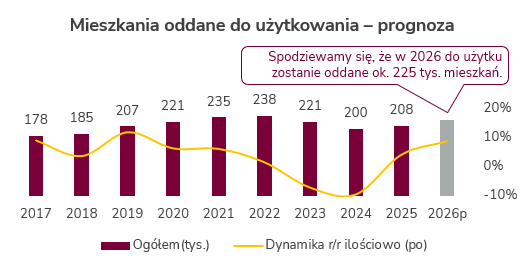 Mieszkania oddane do użytkowania – prognoza
Spodziewamy się, że w 2026 do użytku
zostanie oddane ok. 225 tys. mieszkań.
178 185 207 221 235 238 221 200 208
20%
10%
0%
-10%
2017 2018 2019 2020 2021 2022 2023 2024 2025 2026p
Ogółem(tys.) Dynamika r/r ilościowo (po)